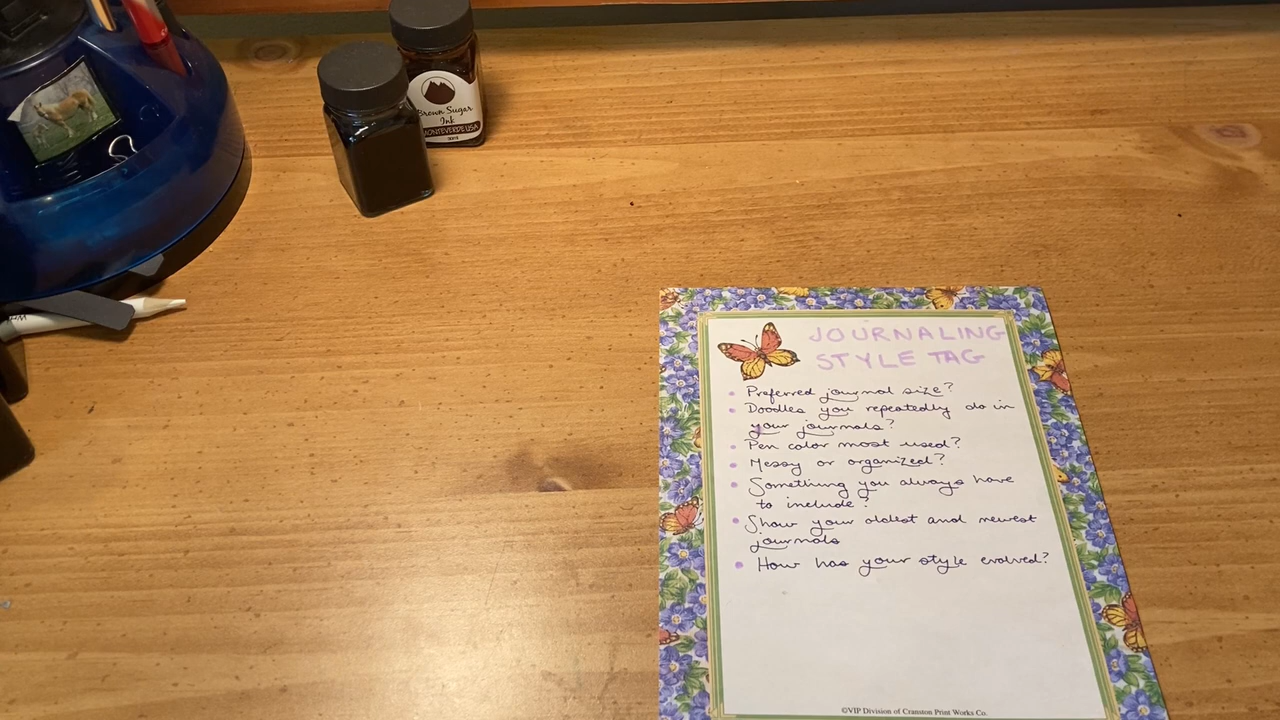 Brown Sugar
Ink
MONTEVERDE USA
JOURNALING
STYLE TAG
• Preferred journal size?
• Doodles you repeatedly do in
your journals?
• Pen color most used?
• Messy or organized?
• Something you always have
to include?
• Show your oldest and newest
journals
• How has your style evolved?
©VIP Division of Cranston Print Works Co.